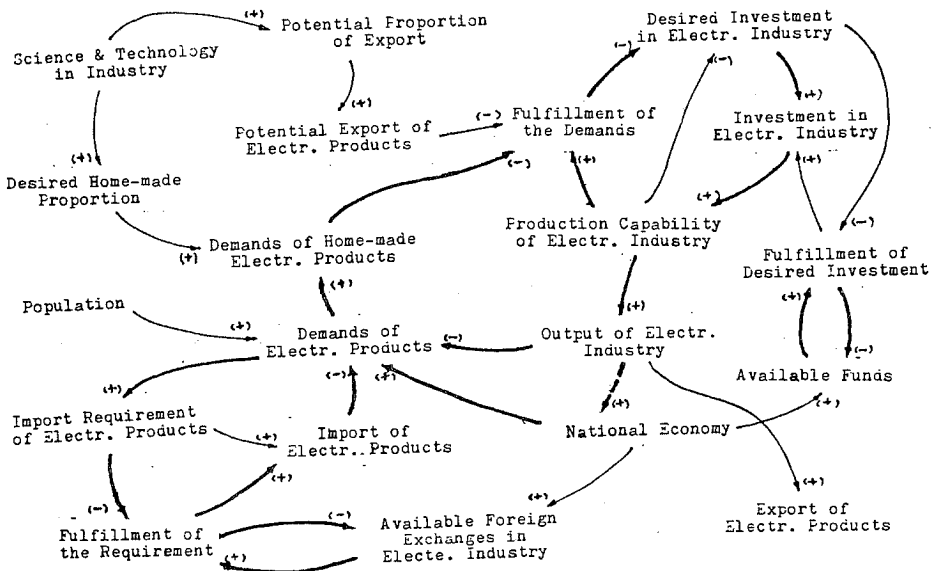 (+)
Potential Proportion
of Export
Science & Technology
in Industry
(+)
Potential Export of
Electr. Products
(-)
Fulfillment of
the Demands
(-)
Desired Investment
in Electr. Industry
(-)
(+)
Investment in
Electr. Industry
(+)
(+)
Desired Home-made
Proportion
(-)
(+)
(+)
Production Capability
of Electr. Industry
(+)
Demands of Home-made
Electr. Products
(-)
Fulfillment of
Desired Investment
(+)
(+)
(+)
Population
(+)
Demands of
Electr. Products
(-)
Output of Electr.
Industry
(-)
Available Funds
(+)
(+)
(-)
(+)
(+)
Import Requirement
of Electr. Products
(+)
Import of
Electr. Products
National Economy
(+)
(-)
(+)
(+)
Export of
Electr. Products
Fulfillment of
the Requirement
(-)
(+)
Available Foreign
Exchanges in
Electe. Industry